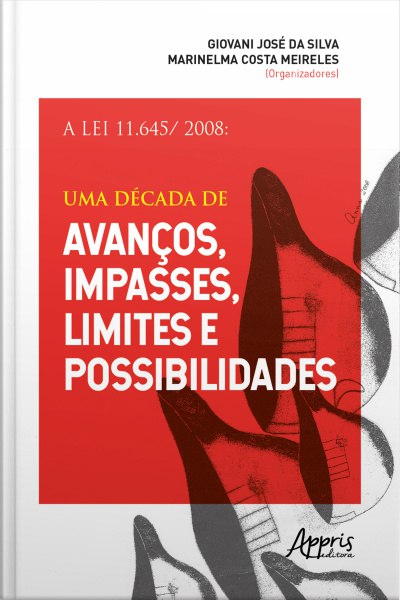 GIOVANI JOSÉ DA SILVA
MARINELMA COSTA MEIRELES
(Organizadores)
A LEI 11.645/ 2008:
UMA DÉCADA DE
AVANÇOS,
IMPASSES,
LIMITES E
POSSIBILIDADES
Appris
editora